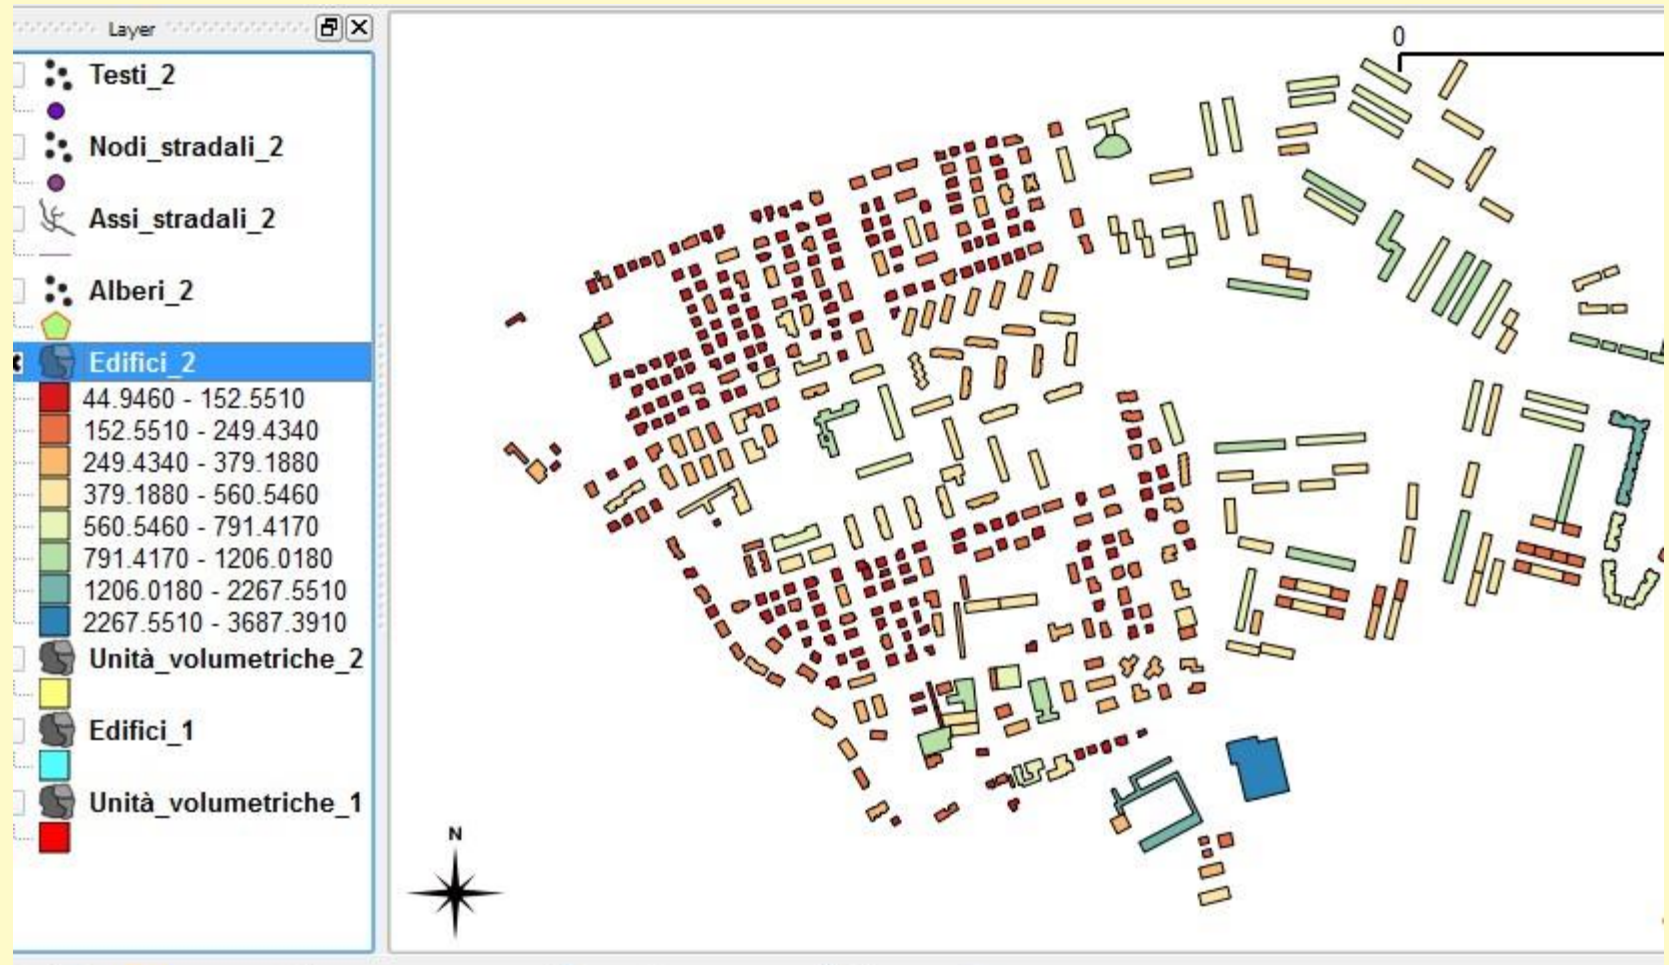 Layer
Testi_2
Nodi_stradali_2
Assi_stradali_2
Alberi_2
Edifici_2
44.9460 - 152.5510
152.5510 - 249.4340
249.4340 - 379.1880
379.1880 - 560.5460
560.5460 - 791.4170
791.4170 - 1206.0180
1206.0180 - 2267.5510
2267.5510 - 3687.3910
Unità_volumetriche_2
Edifici_1
Unità_volumetriche_1
0
N